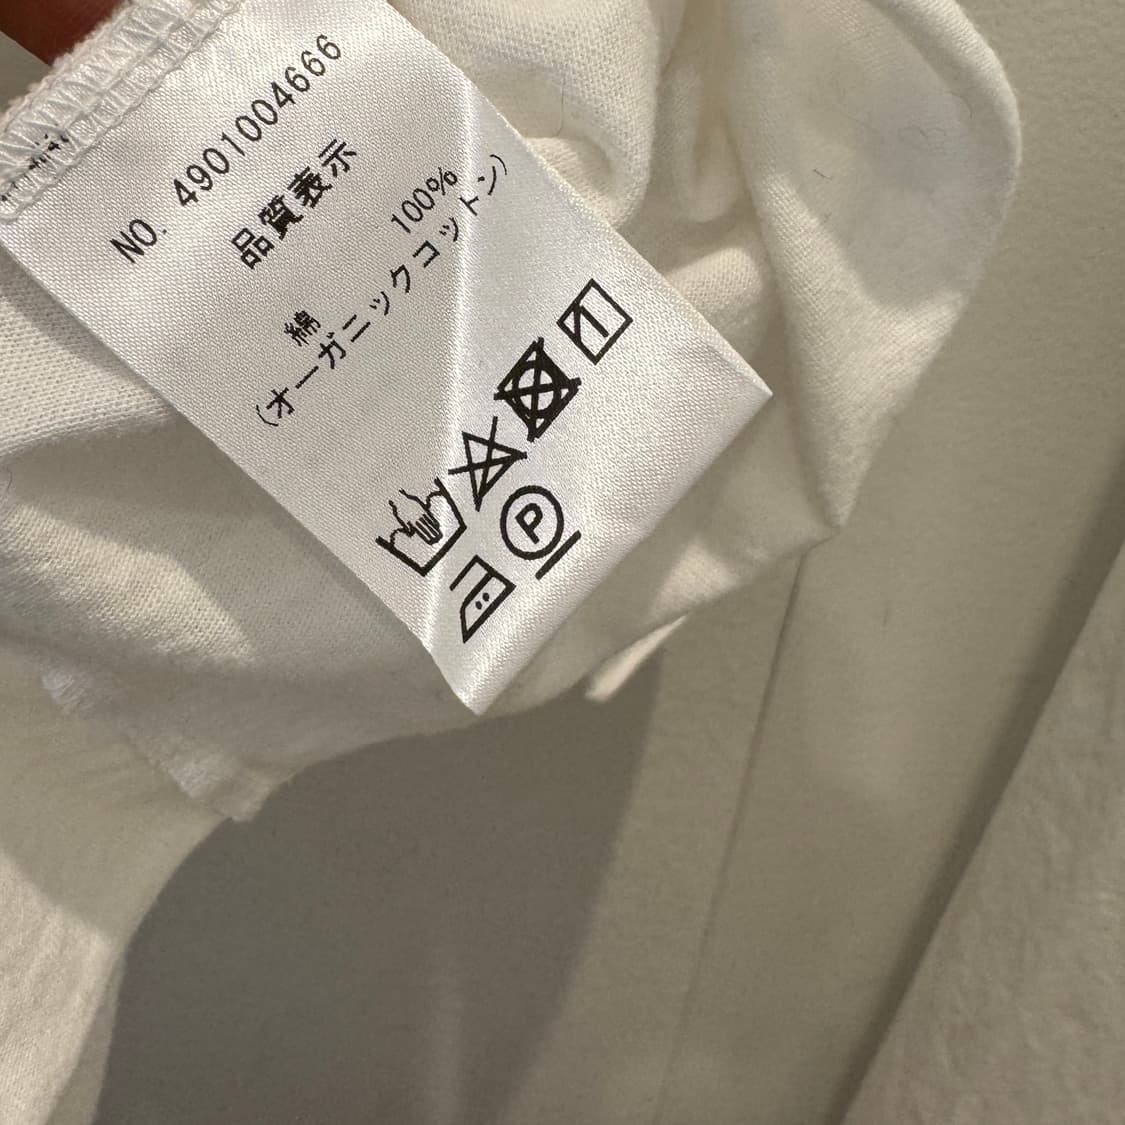 NO. 4901004666
品質表示
綿 100%
(オーガニックコットン)
P